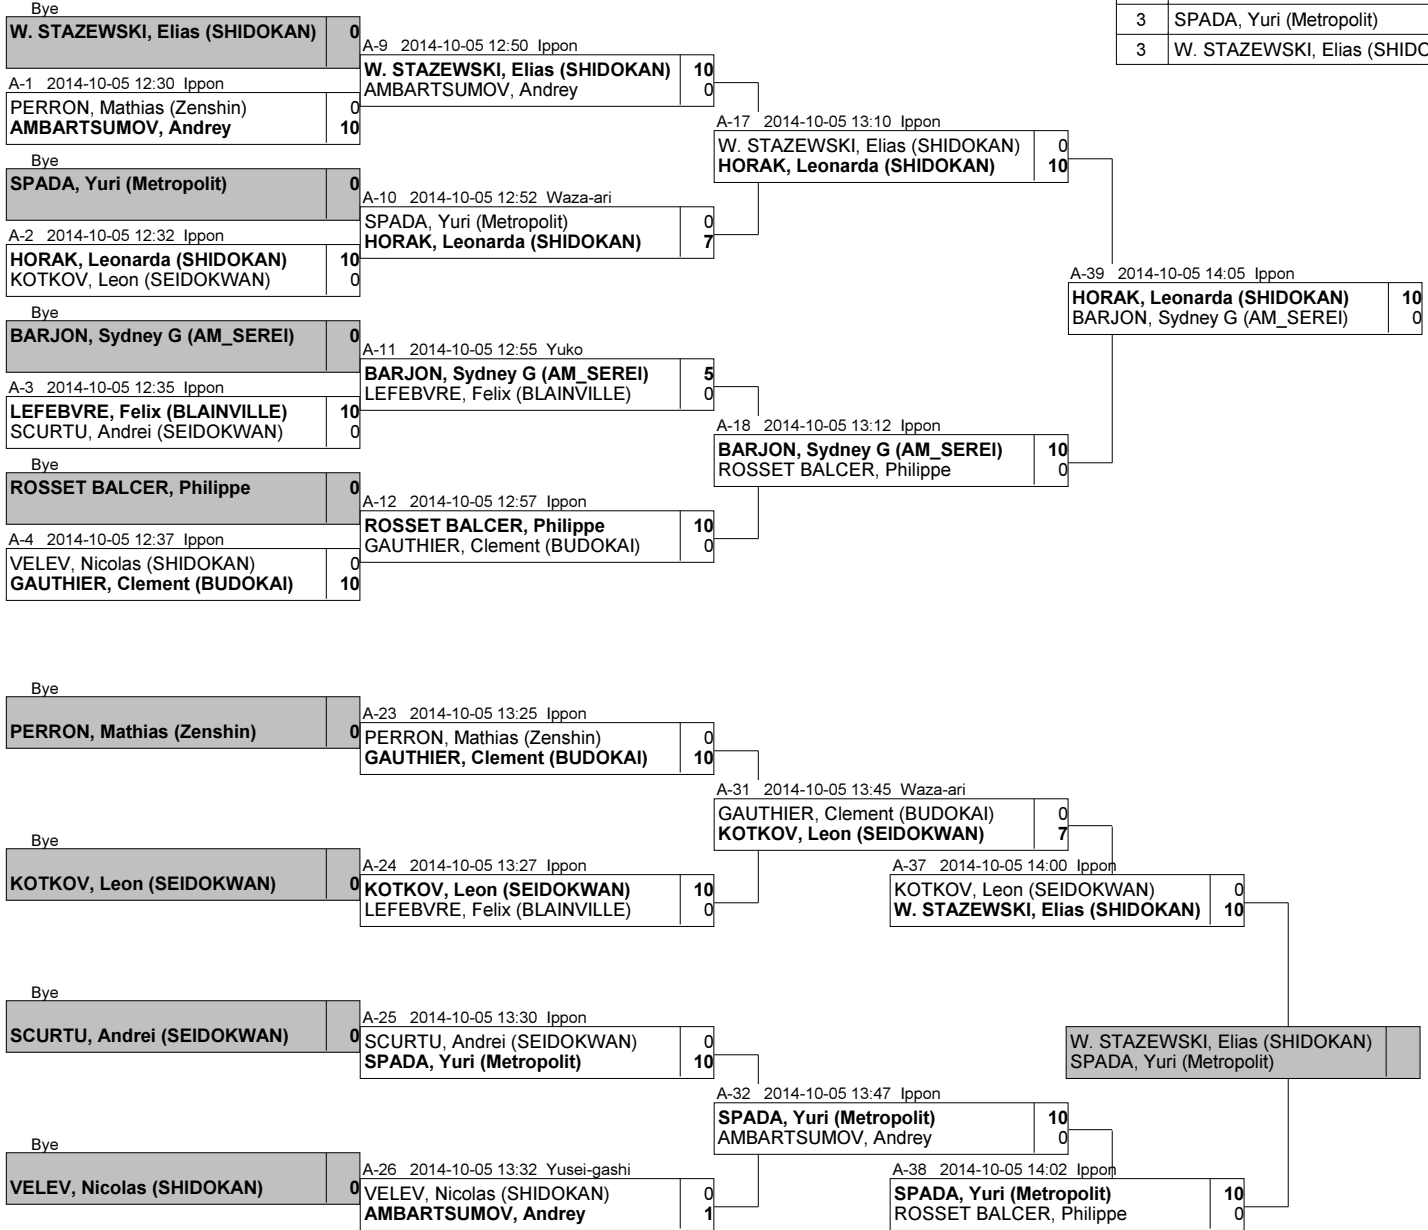 3 SPADA, Yuri (Metropolit)
3 W. STAZEWSKI, Elias (SHIDO
Bye
W. STAZEWSKI, Elias (SHIDOKAN) 0
A-1 2014-10-05 12:30 Ippon
PERRON, Mathias (Zenshin) 0
AMBARTSUMOV, Andrey 10
Bye
SPADA, Yuri (Metropolit) 0
A-2 2014-10-05 12:32 Ippon
HORAK, Leonarda (SHIDOKAN) 10
KOTKOV, Leon (SEIDOKWAN) 0
Bye
BARJON, Sydney G (AM_SEREI) 0
A-3 2014-10-05 12:35 Ippon
LEFEBVRE, Felix (BLAINVILLE) 10
SCURTU, Andrei (SEIDOKWAN) 0
Bye
ROSSET BALCER, Philippe 0
A-4 2014-10-05 12:37 Ippon
VELEV, Nicolas (SHIDOKAN) 0
GAUTHIER, Clement (BUDOKAI) 10
A-9 2014-10-05 12:50 Ippon
W. STAZEWSKI, Elias (SHIDOKAN) 10
AMBARTSUMOV, Andrey 0
A-10 2014-10-05 12:52 Waza-ari
SPADA, Yuri (Metropolit) 0
HORAK, Leonarda (SHIDOKAN) 7
A-11 2014-10-05 12:55 Yuko
BARJON, Sydney G (AM_SEREI) 5
LEFEBVRE, Felix (BLAINVILLE) 0
A-12 2014-10-05 12:57 Ippon
ROSSET BALCER, Philippe 10
GAUTHIER, Clement (BUDOKAI) 0
A-17 2014-10-05 13:10 Ippon
W. STAZEWSKI, Elias (SHIDOKAN) 0
HORAK, Leonarda (SHIDOKAN) 10
A-18 2014-10-05 13:12 Ippon
BARJON, Sydney G (AM_SEREI) 10
ROSSET BALCER, Philippe 0
A-39 2014-10-05 14:05 Ippon
HORAK, Leonarda (SHIDOKAN) 10
BARJON, Sydney G (AM_SEREI) 0
Bye
PERRON, Mathias (Zenshin) 0
Bye
KOTKOV, Leon (SEIDOKWAN) 0
Bye
SCURTU, Andrei (SEIDOKWAN) 0
Bye
VELEV, Nicolas (SHIDOKAN) 0
A-23 2014-10-05 13:25 Ippon
PERRON, Mathias (Zenshin) 0
GAUTHIER, Clement (BUDOKAI) 10
A-24 2014-10-05 13:27 Ippon
KOTKOV, Leon (SEIDOKWAN) 10
LEFEBVRE, Felix (BLAINVILLE) 0
A-25 2014-10-05 13:30 Ippon
SCURTU, Andrei (SEIDOKWAN) 0
SPADA, Yuri (Metropolit) 10
A-26 2014-10-05 13:32 Yusei-gashi
VELEV, Nicolas (SHIDOKAN) 0
AMBARTSUMOV, Andrey 1
A-31 2014-10-05 13:45 Waza-ari
GAUTHIER, Clement (BUDOKAI) 0
KOTKOV, Leon (SEIDOKWAN) 7
A-32 2014-10-05 13:47 Ippon
SPADA, Yuri (Metropolit) 10
AMBARTSUMOV, Andrey 0
A-37 2014-10-05 14:00 Ippon
KOTKOV, Leon (SEIDOKWAN) 0
W. STAZEWSKI, Elias (SHIDOKAN) 10
A-38 2014-10-05 14:02 Ippon
SPADA, Yuri (Metropolit) 10
ROSSET BALCER, Philippe 0
W. STAZEWSKI, Elias (SHIDOKAN)
SPADA, Yuri (Metropolit)